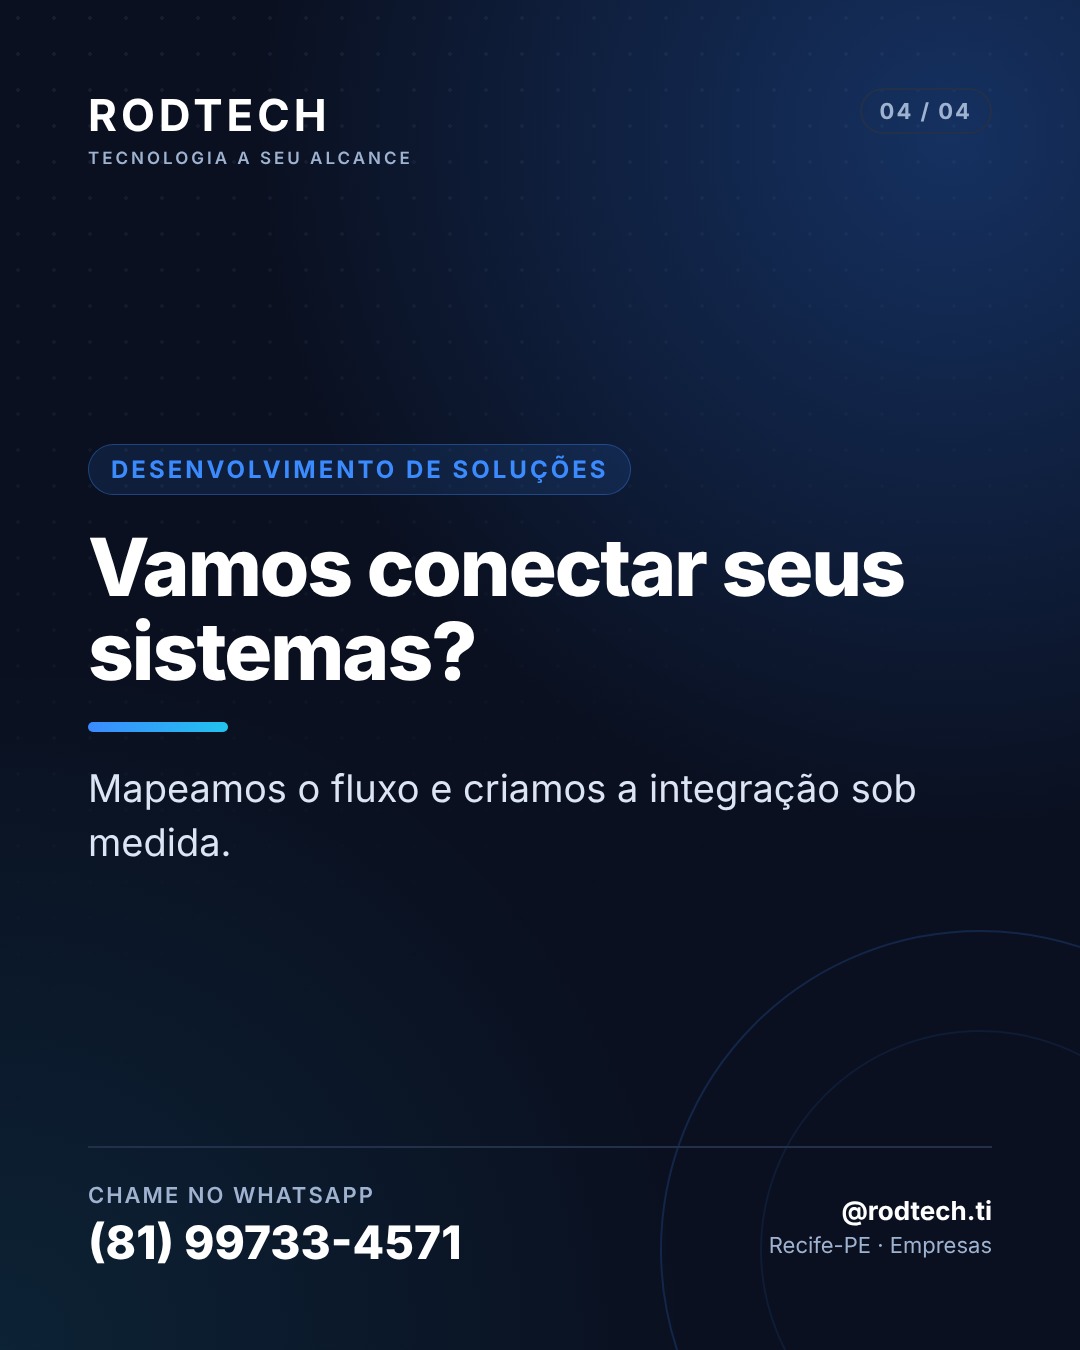 RODTECH
TECNOLOGIA A SEU ALCANCE
04 / 04
DESENVOLVIMENTO DE SOLUÇÕES
Vamos conectar seus
sistemas?
Mapeamos o fluxo e criamos a integração sob
medida.
CHAME NO WHATSAPP
(81) 99733-4571
@rodtech.ti
Recife-PE · Empresas